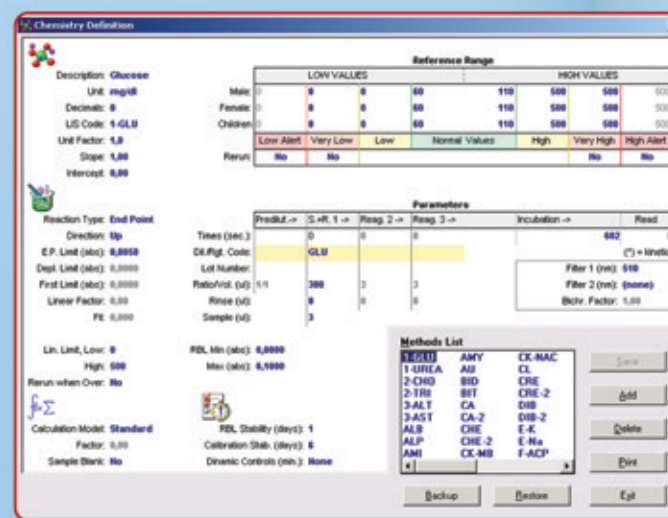 Chemistry Definition
Reference Range
Description: Glucose
LOW VALUES HIGH VALUES
Unit: mg/dl
Male: 0 0 0 60 110 500 500 500
Decimals: 0
Female: 0 0 0 60 110 500 500 500
LIS Code: 1-GLU
Children: 0 0 0 60 110 500 500 500
Unit Factor: 1,0
Low Alert Very Low Low Normal Values High Very High High Alert
Slope: 1,00
Rerun: No No No No
Intercept: 0,00
Parameters
Reaction Type: End Point
Predilut.-> S.+R. 1 -> Reag. 2 -> Reag. 3 -> Incubation -> Read
Direction: Up
Times (sec.): 0 0 0 602
E.P. Limit (abs): 0,0050
Dil./Rgt. Code: GLU
(*) = kinetic
Depl. Limit (abs): 0,0000
Lot Number:
Filter 1 (nm): 510
First Limit (abs): 0,0000
Ratio/Vol. (ul): 1/1 300 3 3
Filter 2 (nm): (none)
Linear Factor: 0,00
Rinse (ul): 0 0 0
Bichr. Factor: 1,00
Fit: 0,000
Sample (ul): 3
Lin. Limit, Low: 0
RBL Min (abs): 0,0000
High: 500
Max (abs): 0,1000
Rerun when Over: No
Calculation Model: Standard
RBL Stability (days): 1
Factor: 0,00
Calibration Stab. (days): 6
Sample Blank: No
Dinamic Controls (min.): None
Methods List
1-GLU AMY CK-NAC
1-UREA AU CL
2-CHO BID CRE
2-TRI BIT CRE-2
3-ALT CA DIB
3-AST CA-2 DIB-2
ALB CHE E-K
ALP CHE-2 E-Na
AMI CK-MB F-ACP
Save
Add
Delete
Print
Backup Restore Exit